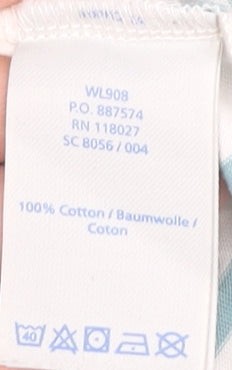 WL908
P.O. 887574
RN 118027
SC 8056 / 004
100% Cotton / Baumwolle /
Coton
40